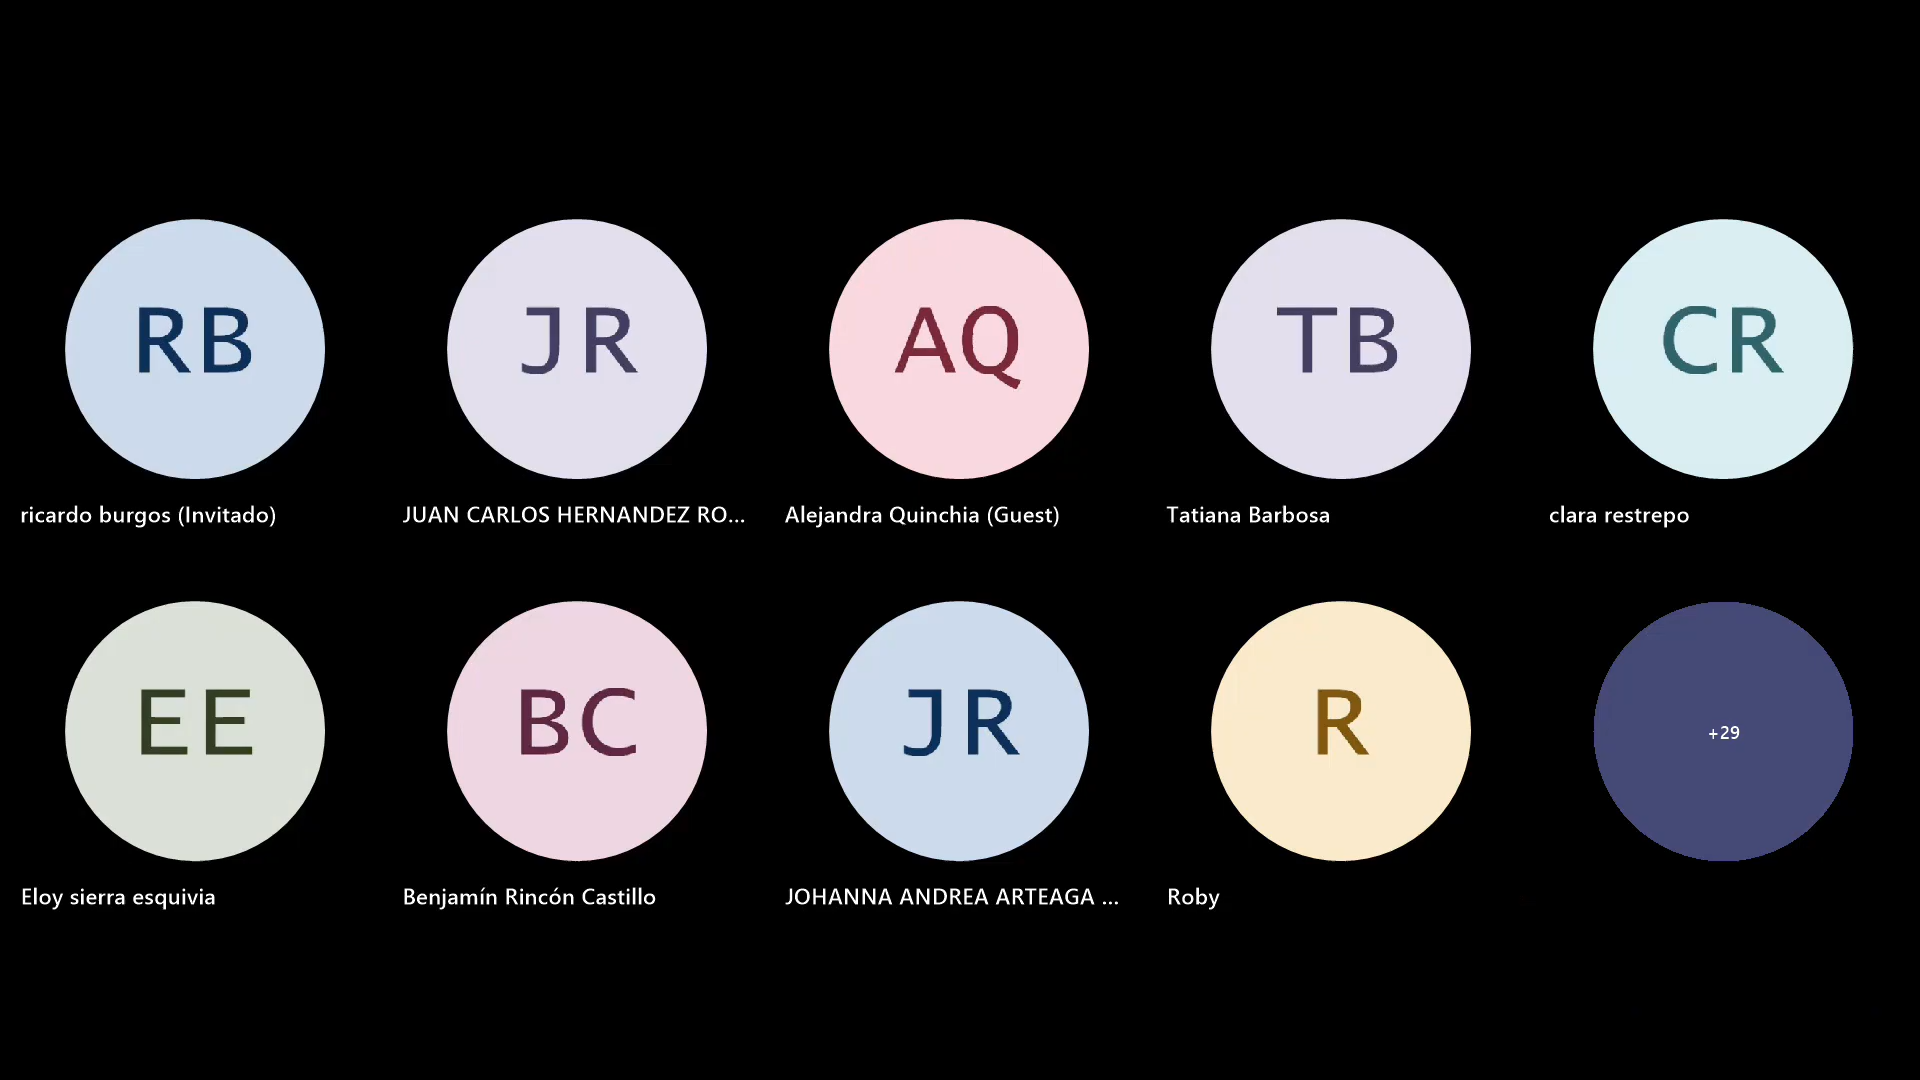 RB
JR
AQ
TB
CR
ricardo burgos (Invitado)
JUAN CARLOS HERNANDEZ RO...
Alejandra Quinchia (Guest)
Tatiana Barbosa
clara restrepo
EE
BC
JR
R
+29
Eloy sierra esquivia
Benjamín Rincón Castillo
JOHANNA ANDREA ARTEAGA ...
Roby